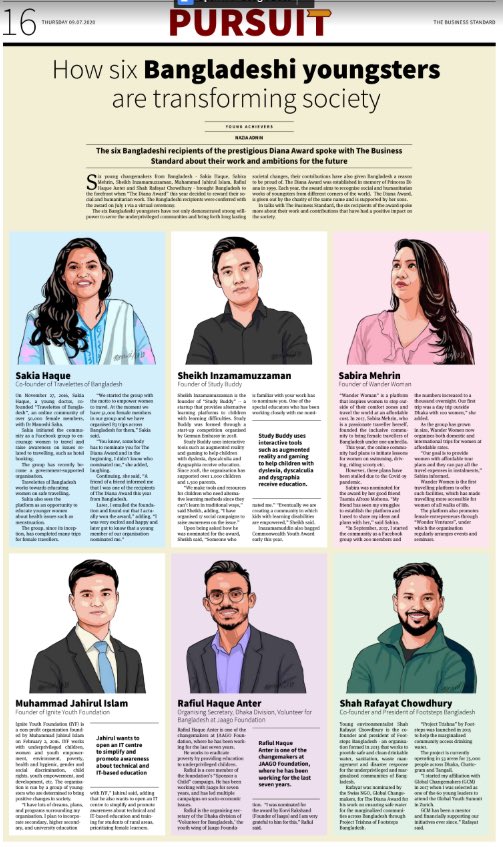 16
THURSDAY 09.07.2020
PURSUIT
THE BUSINESS STANDARD
How six Bangladeshi youngsters
are transforming society
YOUNG ACHIEVERS
NAZIA ADNIN
The six Bangladeshi recipients of the prestigious Diana Award spoke with The Business
Standard about their work and ambitions for the future
Six young changemakers from Bangladesh - Sakia Haque, Sabira
Mehrin, Sheikh Inzamamuzzaman, Muhammad Jahirul Islam, Rafiul
Haque Anter and Shah Rafayat Chowdhury - brought Bangladesh to
the forefront when "The Diana Award" this year decided to reward their social and humanitarian work. The Bangladeshi recipients were conferred with
the award on July 1 via a virtual ceremony.
The six Bangladeshi youngsters have not only demonstrated strong willpower to serve the underprivileged communities and bring forth long lasting
societal changes, their contributions have also given Bangladesh a reason
to be proud of. The Diana Award was established in memory of Princess Diana in 1999. Each year, the award aims to recognise social and humanitarian
works of youngsters from different corners of the world. The Diana Award,
is given out by the charity of the same name and is supported by her sons.
In talks with The Business Standard, the six recipients of the award spoke
more about their work and contributions that have had a positive impact on
the society.
Sakia Haque
Co-founder of Travelettes of Bangladesh
On November 27, 2016, Sakia
Haque, a young doctor, co-
founded "Travelettes of Bangladesh", an online community
of over 50,000 female members,
with Dr Manoshi Saha.
Sakia initiated the community as a Facebook group to encourage women to travel and
raise awareness on issues related to travelling, such as hotel
booking.
The group has recently become a government-supported
organisation.
Travelettes of Bangladesh
works towards educating
women on safe travelling.
Sakia also uses the
platform as an opportunity to
educate younger women
about health issues such as
menstruation.
The group, since its inception, has completed many trips
for female travellers.
"We started the group with
the motto to empower women
to travel. At the moment we
have 51,000 female members
in our group and we have
organised 83 trips across
Bangladesh for them," Sakia
said.
"You know, somebody
has to nominate you for The
Diana Award and in the
beginning, I didn't know who
nominated me," she added,
laughing.
Continuing, she said, "A
friend of a friend informed me
that I was one of the recipients
of The Diana Award this year
from Bangladesh.
Later, I emailed the foundation and found out that I actually won the award," adding, "I
was very excited and happy and
later got to know that a young
member of our organisation
nominated me."
Sheikh Inzamamuzzaman
Founder of Study Buddy
Sheikh Inzamamuzzaman is the
founder of "Study Buddy" - a
startup that provides alternative
learning platforms to children
with learning difficulties. Study
Buddy was formed through a
start-up competition organised
by German Embassy in 2018.
Study Buddy uses interactive
tools such as augmented reality
and gaming to help children
with dyslexia, dyscalculia and
dysgraphia receive education.
Since 2018, the organisation
has supported over 1,000 children
and 1,100 parents.
"We make tools and resources
for children who need alternative learning methods since they
can't learn in traditional ways,"
said Sheikh, adding, "I have
organised 57 social campaigns to
raise awareness on the issue."
Upon being asked how he
was nominated for the award,
Sheikh said, "Someone who
is familiar with your work has
to nominate you. One of the
special educators who has been
using Study Buddy with me nominated me."
Study Buddy uses
interactive tools
such as augmented
reality and gaming
to help children with
dyslexia, dyscalculia
and dysgraphia
receive education.
"Eventually we see
creating a community in which
kids with learning disabilities
are empowered," Sheikh said.
Inzamamuzzaman also bagged
Commonwealth Youth Award
early this year.
Sabira Mehrin
Founder of Wander Woman
"Wander Woman" is a platform
that inspires women to step outside of their comfort zones and
travel the world at an affordable
cost. In 2017, Sabira Mehrin, who
is a passionate traveller herself,
founded the inclusive community to bring female travellers of
Bangladesh under one umbrella.
This year, the online community had plans to initiate lessons
for women on swimming, driving, riding scooty etc.
However, these plans have
been stalled due to the Covid-19
pandemic.
Sabira was nominated for
the award by her good friend
Tasnuva Afroza Mohona. "My
friend has seen my struggles
to establish the platform and
I used to share my ideas and
plans with her," said Sabira.
"In September, 2017, I started
the community as a Facebook
group with 200 members and
the numbers increased to a
thousand overnight. Our first
trip was a day trip outside
Dhaka with 100 women," she
added.
As the group has grown
in size, Wander Women now
organises both domestic and
international trips for women at
affordable rates.
"Our goal is to provide
women with affordable tour
plans and they can pay all the
travel expenses in instalments,"
Sabira informed.
Wander Women is the first
travelling platform to offer
such facilities, which has made
travelling more accessible for
women of all walks of life.
The platform also promotes
female entrepreneurs through
"Wonder Ventures", under
which the organisation
regularly arranges events and
seminars.
Muhammad Jahirul Islam
Founder of Ignite Youth Foundation
Ignite Youth Foundation (IYF) is
a non-profit organisation founded by Muhammad Jahirul Islam
on February 2, 2011. IYF works
with underprivileged children,
women and youth empowerment, environment, poverty,
health and hygiene, gender and
social discrimination, child
rights, youth empowerment, and
development, etc. The organisation is run by a group of young
ones who are determined to bring
positive changes in society.
"I have lots of dreams, plans,
and programs surrounding my
organisation. I plan to incorporate secondary, higher secondary, and university education
Jahirul wants to
open an IT centre
to simplify and
promote awareness
about technical and
IT-based education
with IYF," Jahirul said, adding
that he also wants to open an IT
centre to simplify and promote
awareness about technical and
IT-based education and training for students of rural areas,
prioritising female learners.
Rafiul Haque Anter
Organising Secretary, Dhaka Division, Volunteer for
Bangladesh at Jaago Foundation
Rafiul Haque Anter is one of the
changemakers at JAAGO Foundation, where he has been working for the last seven years.
He works to eradicate
poverty by providing education
to underprivileged children.
Rafiul is a core member of
the foundation's "Sponsor a
Child" campaign. He has been
working with Jaago for seven
years, and has led multiple
campaigns on socio-economic
issues.
Rafiul is the organising secretary of the Dhaka division of
"Volunteer for Bangladesh," the
youth wing of Jaago Foundation.
Rafiul Haque
Anter is one of the
changemakers at
JAAGO Foundation,
where he has been
working for the last
seven years.
"I was nominated for
the award by Korvi Rakshand
(Founder of Jaago) and I am very
grateful to him for this," Rafiul
said.
Shah Rafayat Chowdhury
Co-founder and President of Footsteps Bangladesh
Young environmentalist Shah
Rafayat Chowdhury is the co-
founder and president of Footsteps Bangladesh - an organisation formed in 2013 that works to
provide safe and clean drinking
water, sanitation, waste management and disaster response
for the underprivileged and marginalised communities of Bangladesh.
Rafayat was nominated by
the Swiss NGO, Global Changemakers, for The Diana Award for
his work on ensuring safe water
for the marginalised communities across Bangladesh through
Project Trishna of Footsteps
Bangladesh.
"Project Trishna" by Footsteps was launched in 2015
to help the marginalised
community access drinking
water.
The project is currently
operating in 53 areas for 75,000
people across Dhaka, Chattogram and Tangail.
"I started my affiliation with
Global Changemakers (GCM)
in 2017 when I was selected as
one of the 60 young leaders to
attend the Global Youth Summit
in Zurich.
GCM has been a mentor
and financially supporting our
initiatives ever since," Rafayat
said.